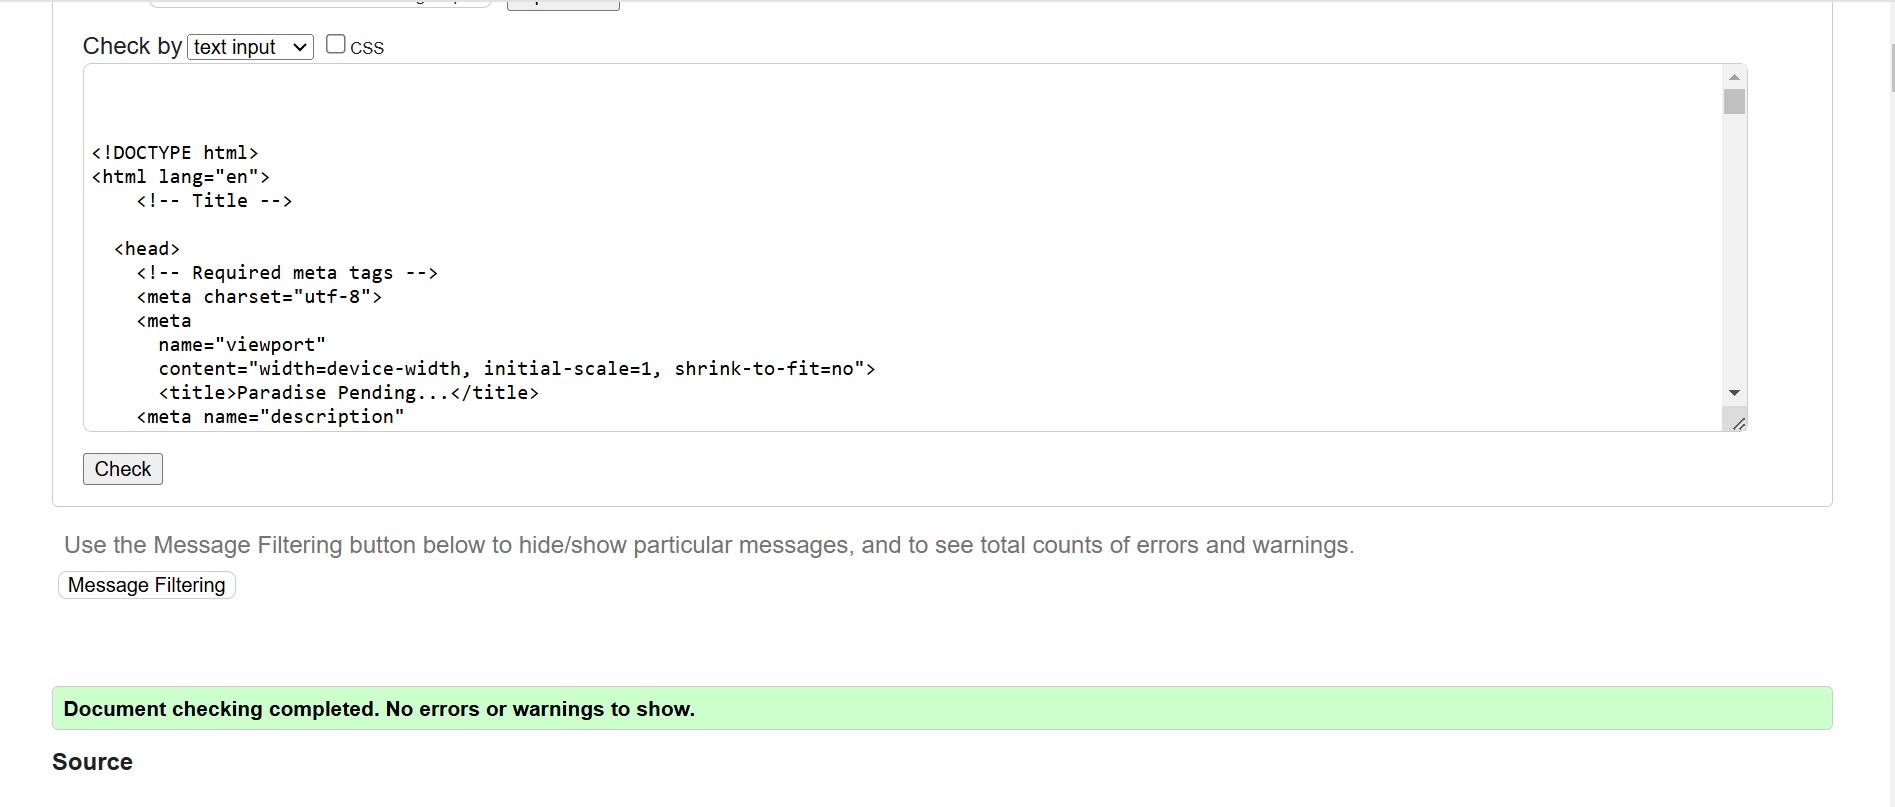 Check by text input CSS
<!DOCTYPE html>
<html lang="en">
<!-- Title -->
<head>
<!-- Required meta tags -->
<meta charset="utf-8">
<meta
name="viewport"
content="width=device-width, initial-scale=1, shrink-to-fit=no">
<title>Paradise Pending...</title>
<meta name="description"
Check
Use the Message Filtering button below to hide/show particular messages, and to see total counts of errors and warnings.
Message Filtering
Document checking completed. No errors or warnings to show.
Source